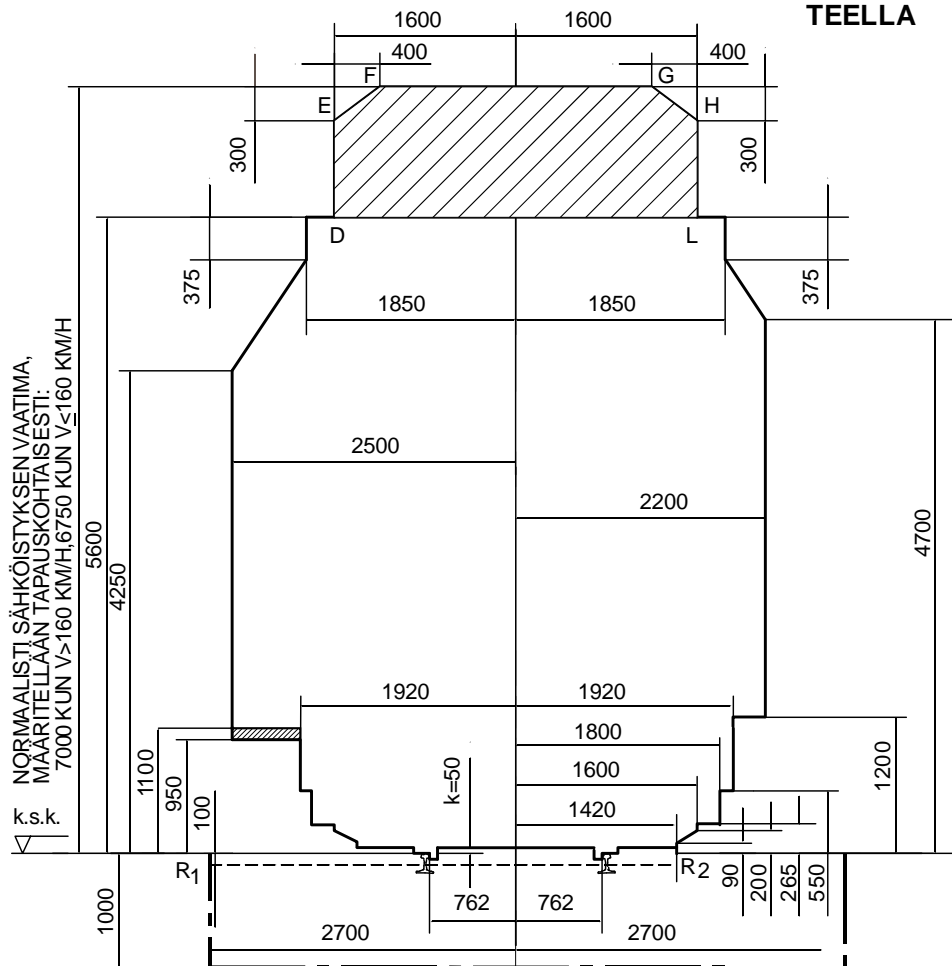 TEELLA
1600 1600
400 400
F G
E H
300 300
D L
375 375
1850 1850
NORMAALISTI SÄHKÖISTYKSEN VAATIMA,
MÄÄRITELLÄÄN TAPAUSKOHTAISESTI:
7000 KUN V>160 KM/H,6750 KUN V≤160 KM/H
5600
4250
2500
2200
4700
1920 1920
1800
1600
1420
k=50
1100
950
100
1200
k.s.k.
R1 R2
90
200
265
550
1000
762 762
2700 2700